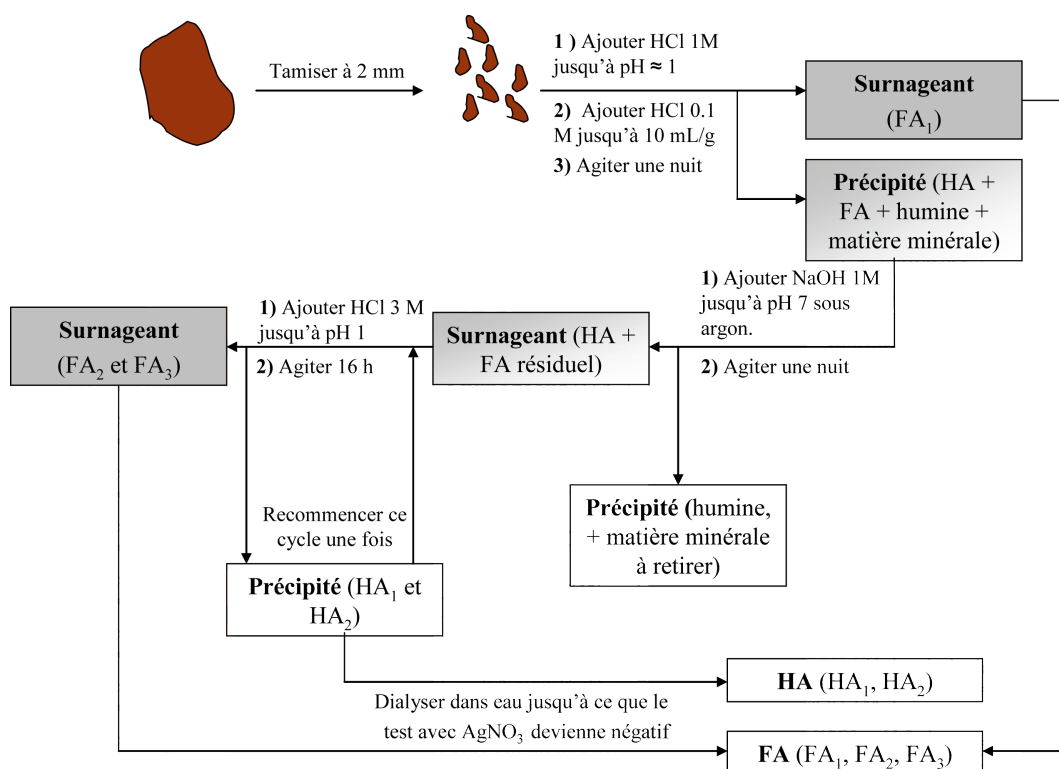 Tamiser à 2 mm
1 ) Ajouter HCl 1M
jusqu'à pH ≈ 1
2) Ajouter HCl 0.1
M jusqu'à 10 mL/g
3) Agiter une nuit
Surnageant
(FA₁)
Précipité (HA +
FA + humine +
matière minérale)
1) Ajouter NaOH 1M
jusqu'à pH 7 sous
argon.
2) Agiter une nuit
Surnageant (HA +
FA résiduel)
1) Ajouter HCl 3 M
jusqu'à pH 1
2) Agiter 16 h
Surnageant
(FA₂ et FA₃)
Précipité (humine,
+ matière minérale
à retirer)
Recommencer ce
cycle une fois
Précipité (HA₁ et
HA₂)
Dialyser dans eau jusqu'à ce que le
test avec AgNO₃ devienne négatif
HA (HA₁, HA₂)
FA (FA₁, FA₂, FA₃)